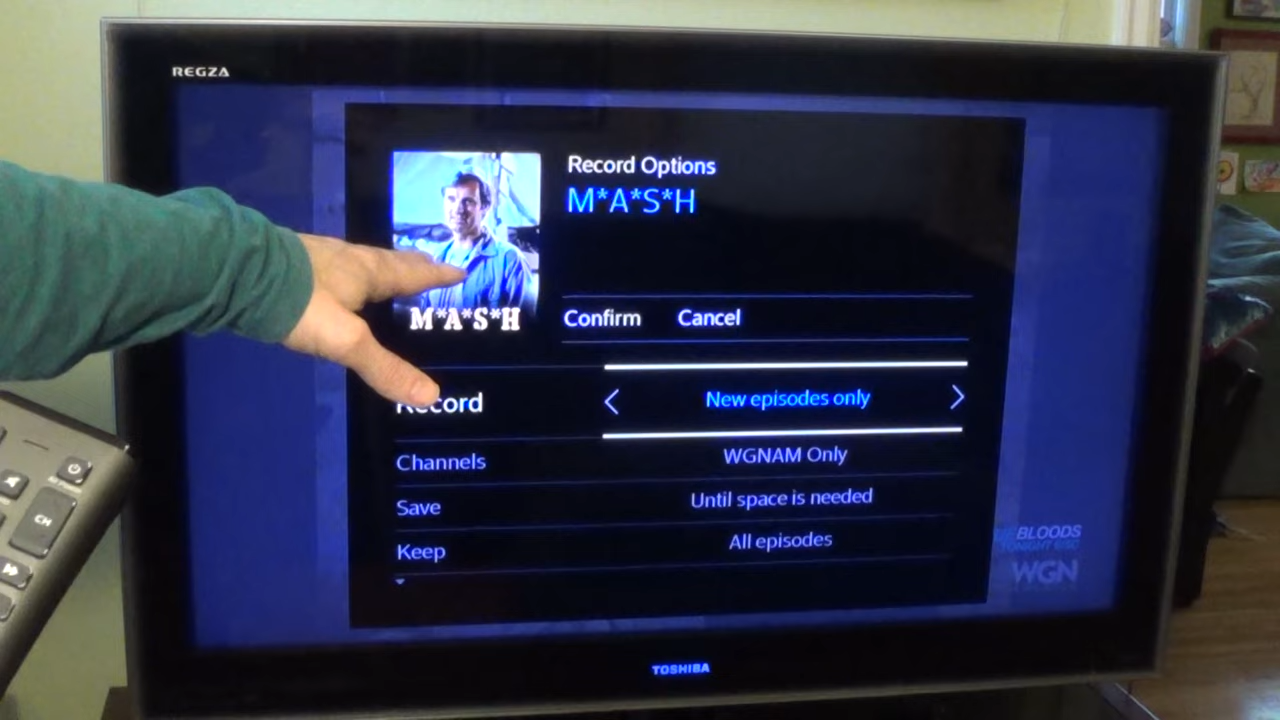 REGZA
Record Options
M*A*S*H
M*A*S*H
Confirm Cancel
Record < New episodes only >
Channels WGNAM Only
Save Until space is needed
Keep All episodes
BLOODS
TONIGHT
WGN
TOSHIBA
CH